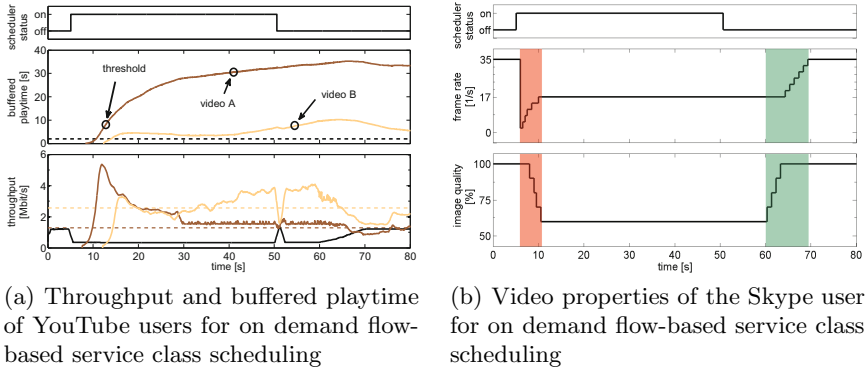 scheduler
status
on
off
buffered
playtime [s]
40
30
20
10
0
threshold
video A
video B
throughput
[Mbit/s]
6
4
2
0
0 10 20 30 40 50 60 70 80
time [s]
(a) Throughput and buffered playtime
of YouTube users for on demand flow-
based service class scheduling
scheduler
status
on
off
frame rate
[1/s]
35
17
0
image quality
[%]
100
75
50
0 10 20 30 40 50 60 70 80
time [s]
(b) Video properties of the Skype user
for on demand flow-based service class
scheduling